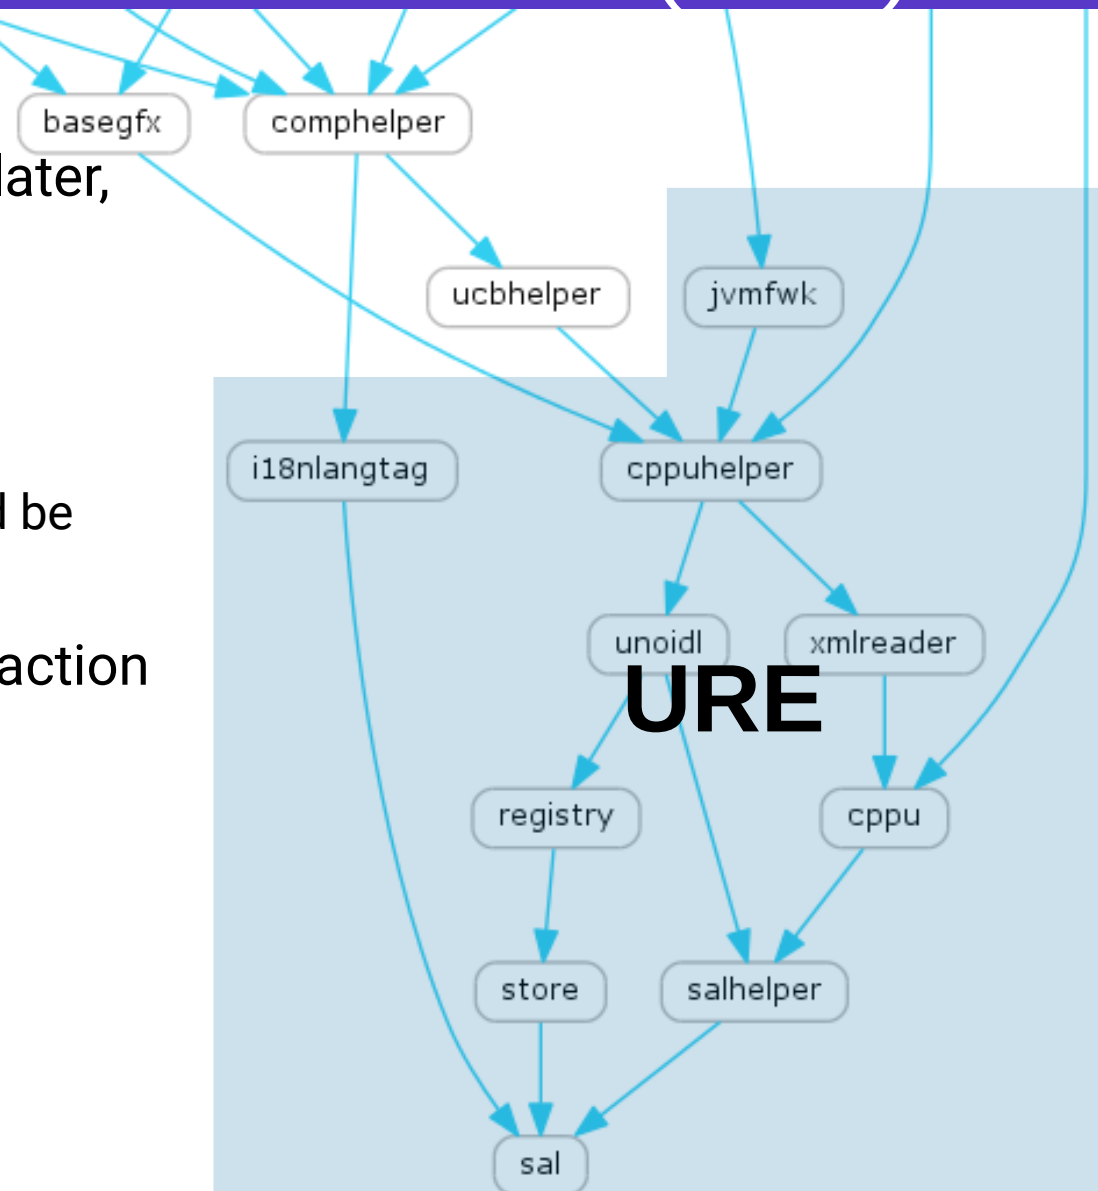 basegfx
comphelper
later,
ucbhelper
jvmfwk
i18nlangtag
cppuhelper
be
unoidl
xmlreader
action
URE
registry
cppu
store
salhelper
sal